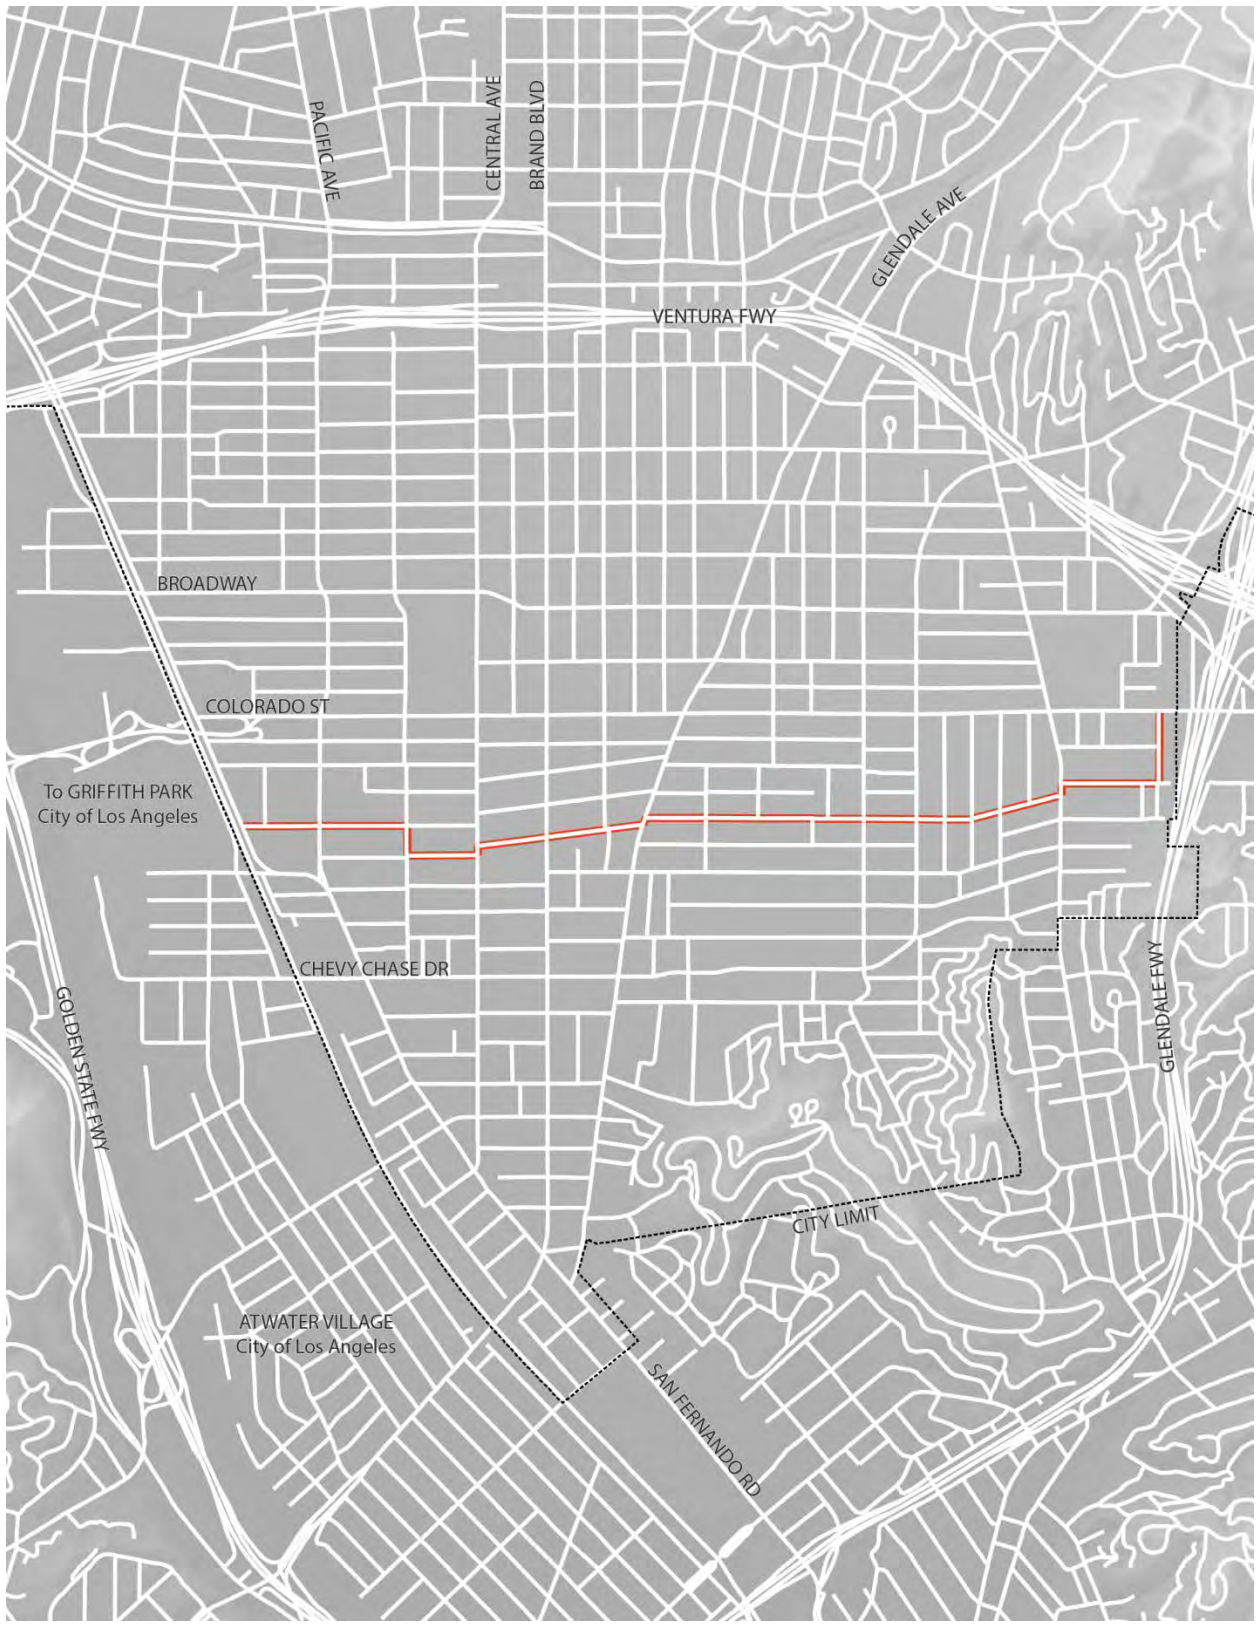 PACIFIC AVE
CENTRAL AVE
BRAND BLVD
GLENDALE AVE
VENTURA FWY
BROADWAY
COLORADO ST
To GRIFFITH PARK
City of Los Angeles
CHEVY CHASE DR
GOLDEN STATE FWY
GLENDALE FWY
CITY LIMIT
ATWATER VILLAGE
City of Los Angeles
SAN FERNANDO RD